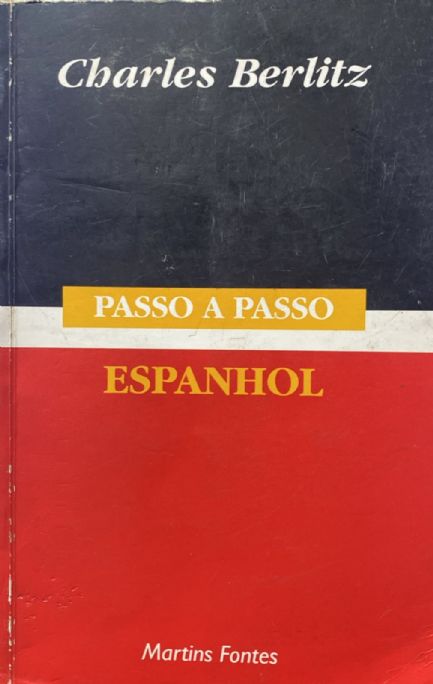 Charles Berlitz
PASSO A PASSO
ESPANHOL
Martins Fontes